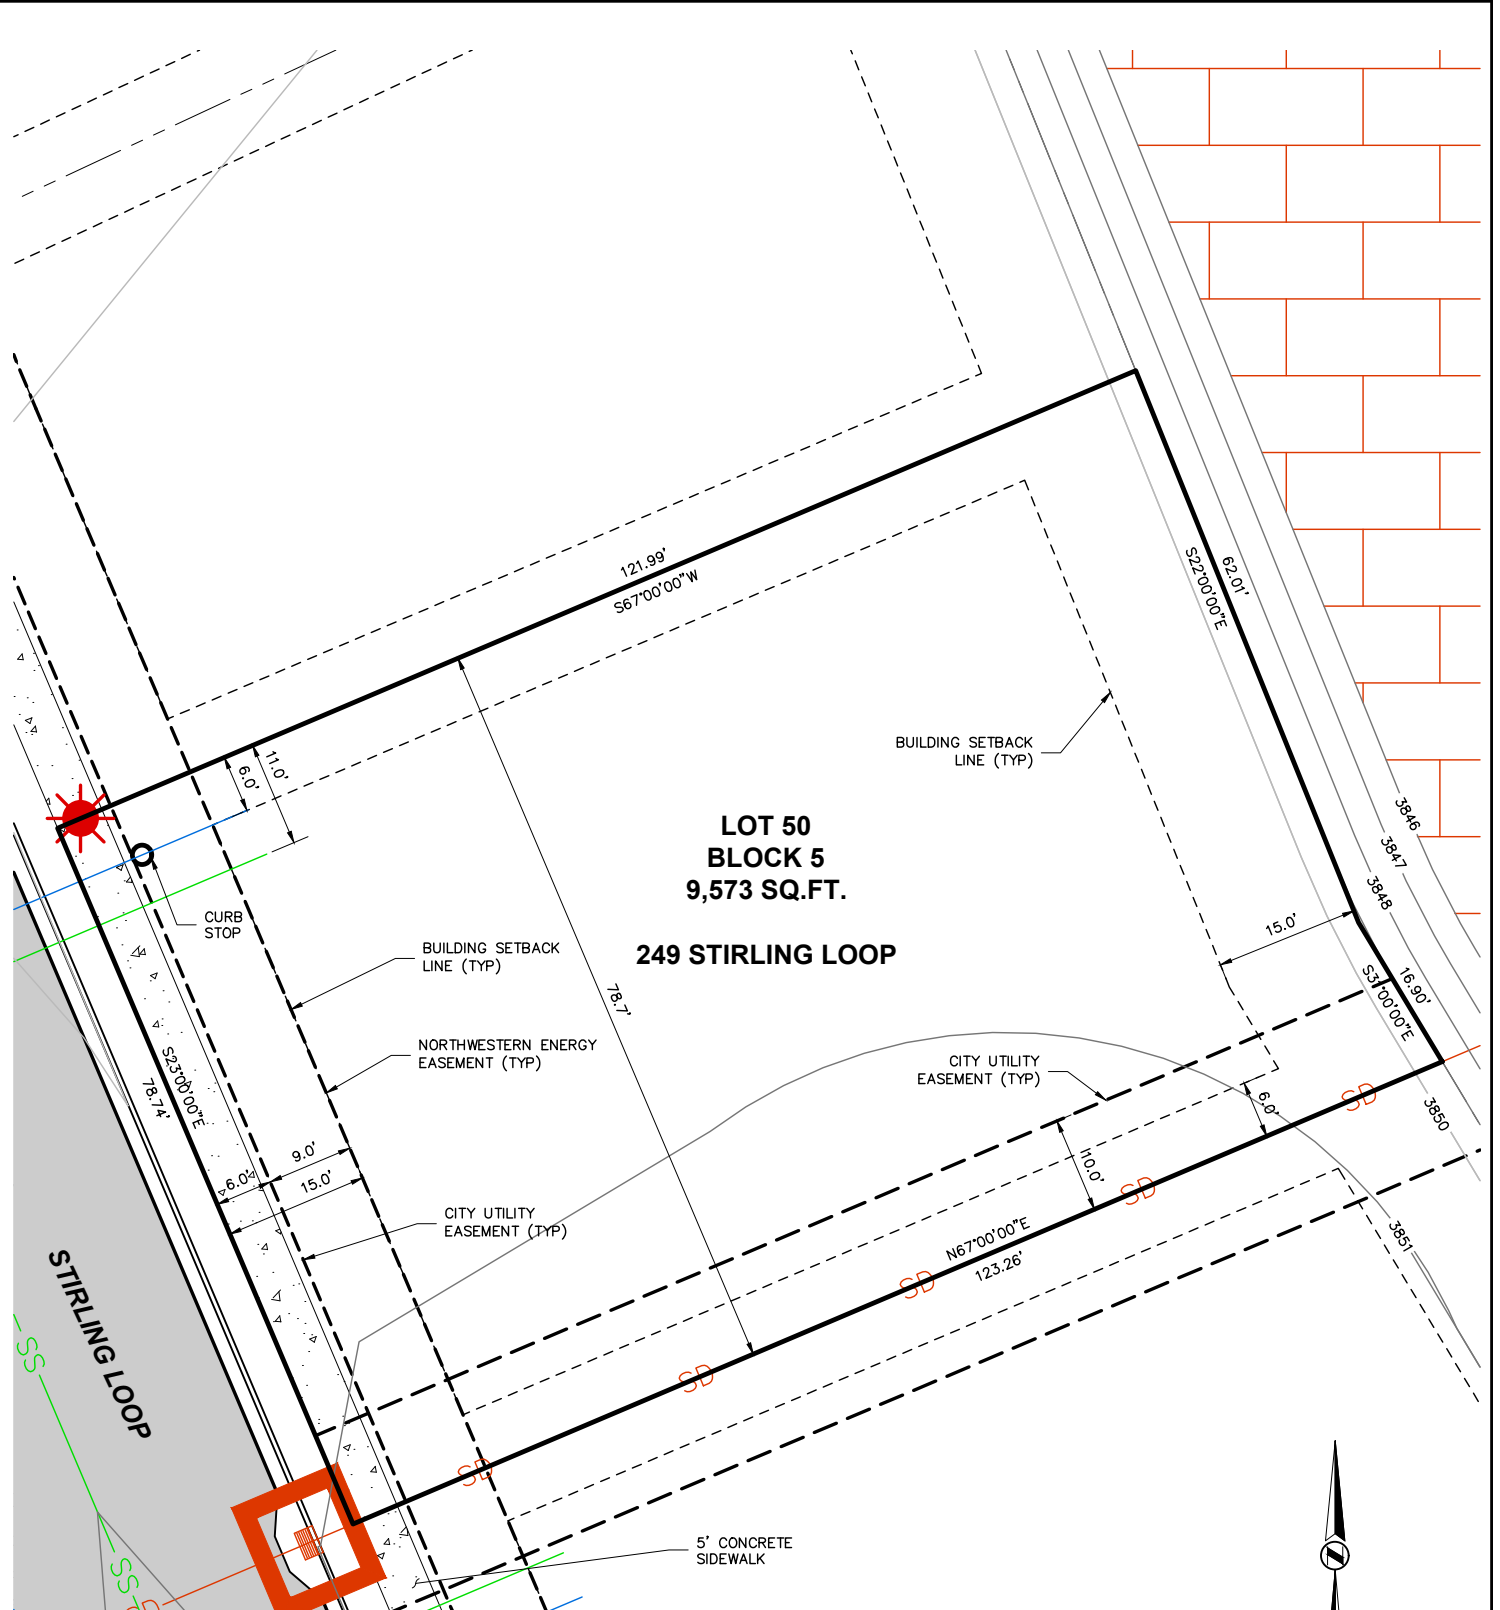 121.99'
S67°00'00"W
S22°00'00"E
62.01'
11.0'
6.0'
BUILDING SETBACK
LINE (TYP)
LOT 50
BLOCK 5
9,573 SQ.FT.
249 STIRLING LOOP
3846
3847
3848
15.0'
CURB
STOP
BUILDING SETBACK
LINE (TYP)
78.7'
16.90'
S31°00'00"E
NORTHWESTERN ENERGY
EASEMENT (TYP)
CITY UTILITY
EASEMENT (TYP)
S23°00'00"E
78.74'
6.0'
SD
3850
9.0'
6.0'
15.0'
10.0'
SD
CITY UTILITY
EASEMENT (TYP)
N67°00'00"E
123.26'
3851
SD
STIRLING LOOP
SS
SD
SD
5' CONCRETE
SIDEWALK
SS
SD